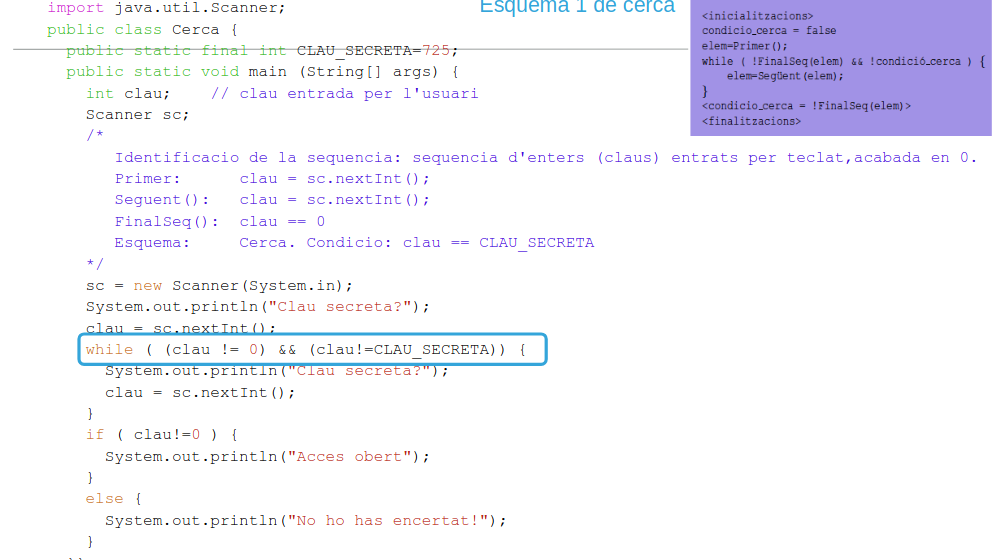 import java.util.Scanner;
Esquema 1 de cerca
public class Cerca {
public static final int CLAU_SECRETA=725;
public static void main (String[] args) {
int clau;    // clau entrada per l'usuari
Scanner sc;
/*
Identificacio de la sequencia: sequencia d'enters (claus) entrats per teclat,acabada en 0.
Primer:      clau = sc.nextInt();
Seguent():   clau = sc.nextInt();
FinalSeq():  clau == 0
Esquema:     Cerca. Condicio: clau == CLAU_SECRETA
*/
sc = new Scanner(System.in);
System.out.println("Clau secreta?");
clau = sc.nextInt();
while ( (clau != 0) && (clau!=CLAU_SECRETA)) {
System.out.println("Clau secreta?");
clau = sc.nextInt();
}
if ( clau!=0 ) {
System.out.println("Acces obert");
}
else {
System.out.println("No ho has encertat!");
}
<inicialitzacions>
condicio_cerca = false
elem=Primer();
while ( !FinalSeq(elem) && !condició_cerca ) {
elem=Següent(elem);
}
<condicio_cerca = !FinalSeq(elem)>
<finalitzacions>